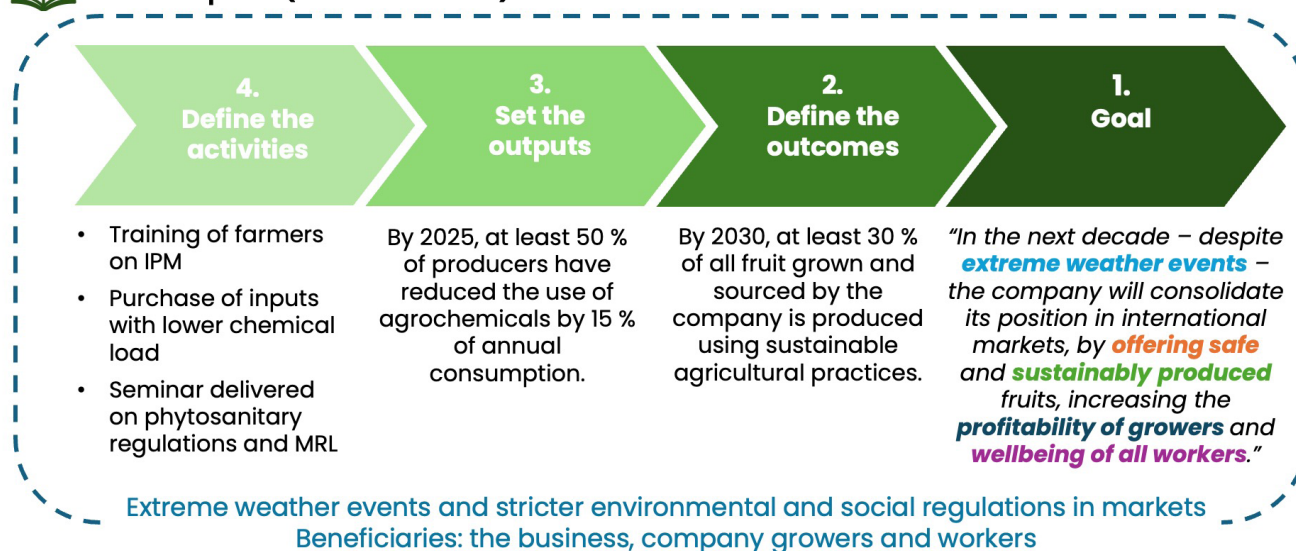 4.
Define the
activities
3.
Set the
outputs
2.
Define the
outcomes
1.
Goal
• Training of farmers
on IPM
• Purchase of inputs
with lower chemical
load
• Seminar delivered
on phytosanitary
regulations and MRL
By 2025, at least 50 %
of producers have
reduced the use of
agrochemicals by 15 %
of annual
consumption.
By 2030, at least 30 %
of all fruit grown and
sourced by the
company is produced
using sustainable
agricultural practices.
“In the next decade – despite
extreme weather events –
the company will consolidate
its position in international
markets, by offering safe
and sustainably produced
fruits, increasing the
profitability of growers and
wellbeing of all workers.”
Extreme weather events and stricter environmental and social regulations in markets
Beneficiaries: the business, company growers and workers